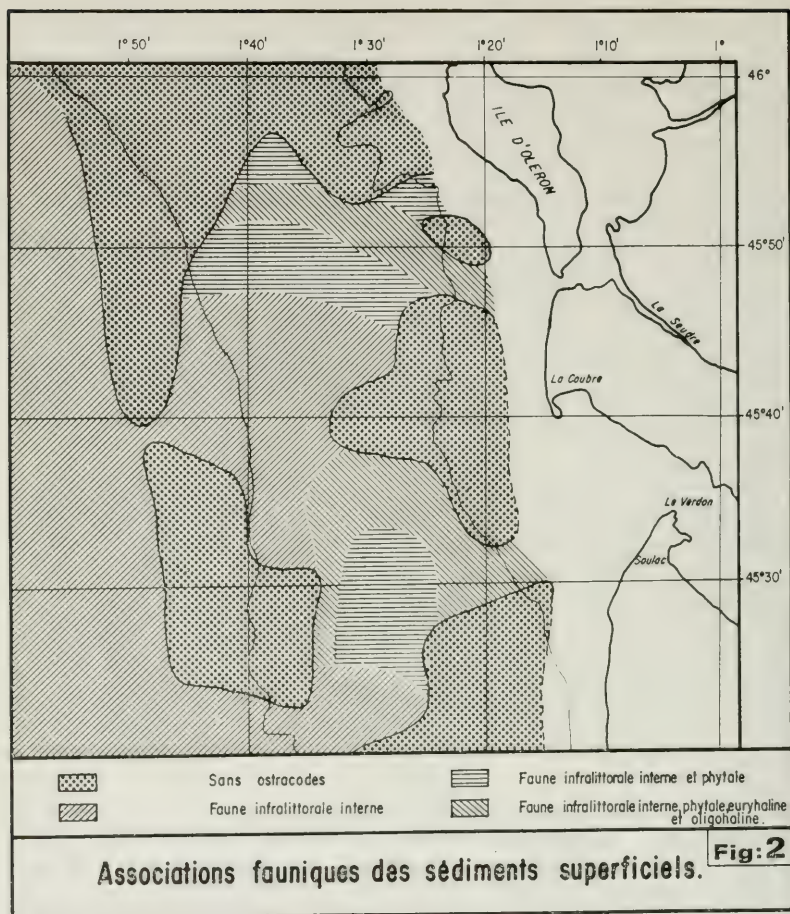 1°50' 1°40' 1°30' 1°20' 1°10' 1°
46°
ILE D'OLERON
45°50'
La Seudre
La Coubre
45°40'
Le Verdon
Soulac
45°30'
Sans ostracodes
Faune infralittorale interne
Faune infralittorale interne et phytale
Faune infralittorale interne, phytale, euryhaline
et oligohaline.
Associations fauniques des sédiments superficiels.
Fig: 2